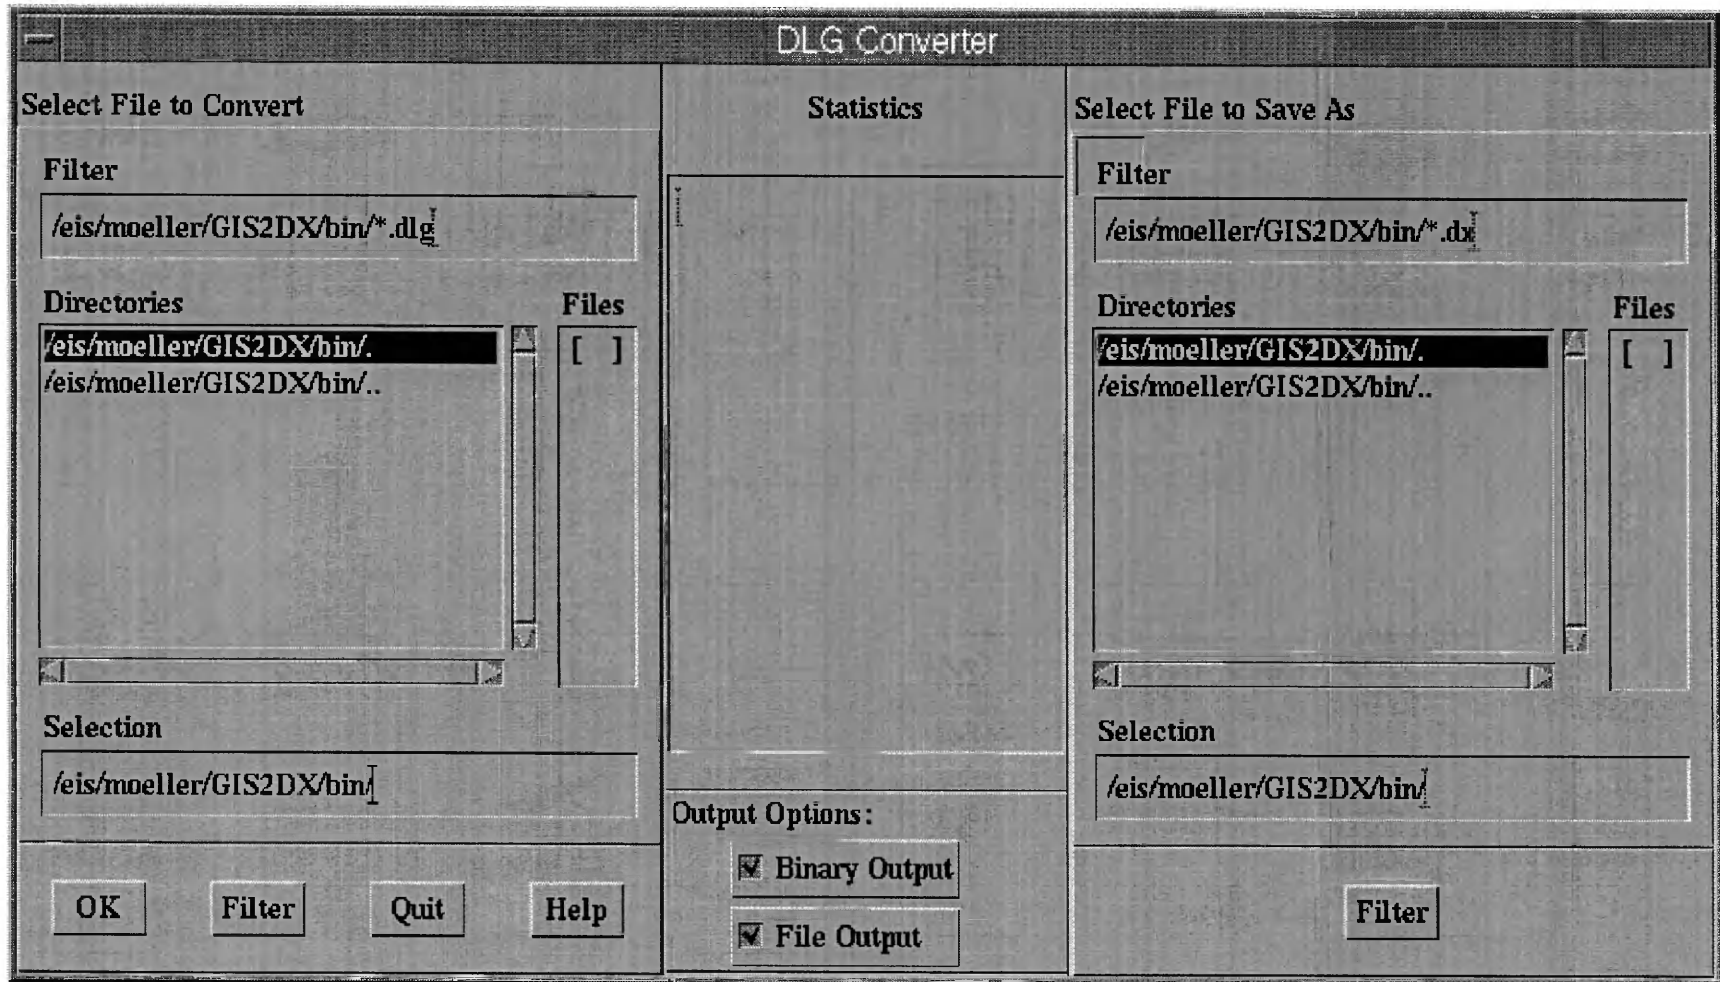 DLG Converter
Select File to Convert
Filter
/eis/moeller/GIS2DX/bin/*.dlg
Directories
Files
/eis/moeller/GIS2DX/bin/.
/eis/moeller/GIS2DX/bin/..
[ ]
Selection
/eis/moeller/GIS2DX/bin/
OK
Filter
Quit
Help
Statistics
Output Options:
Binary Output
File Output
Select File to Save As
Filter
/eis/moeller/GIS2DX/bin/*.dx
Directories
Files
/eis/moeller/GIS2DX/bin/.
/eis/moeller/GIS2DX/bin/..
[ ]
Selection
/eis/moeller/GIS2DX/bin/
Filter